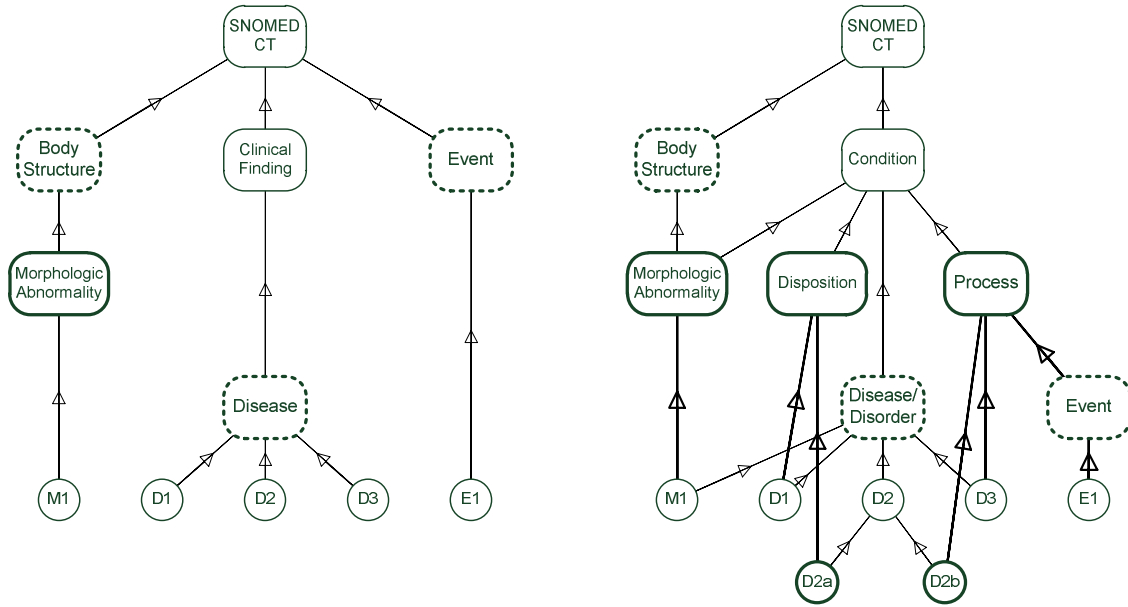 SNOMED
CT
Body
Structure
Clinical
Finding
Event
Morphologic
Abnormality
Disease
M1
D1
D2
D3
E1
SNOMED
CT
Body
Structure
Condition
Morphologic
Abnormality
Disposition
Process
Disease/
Disorder
Event
M1
D1
D2
D3
E1
D2a
D2b